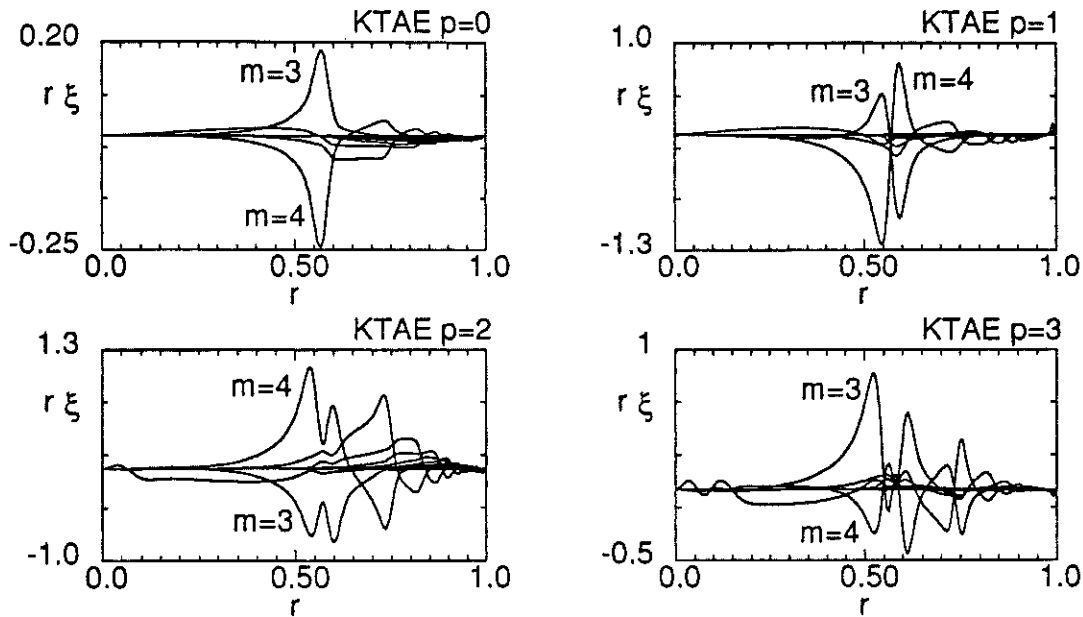 KTAE p=0
0.20
r ξ
-0.25
m=3
m=4
0.0
0.50
1.0
r
KTAE p=1
1.0
r ξ
-1.3
m=3
m=4
0.0
0.50
1.0
r
KTAE p=2
1.3
r ξ
-1.0
m=4
m=3
0.0
0.50
1.0
r
KTAE p=3
1
r ξ
-0.5
m=3
m=4
0.0
0.50
1.0
r